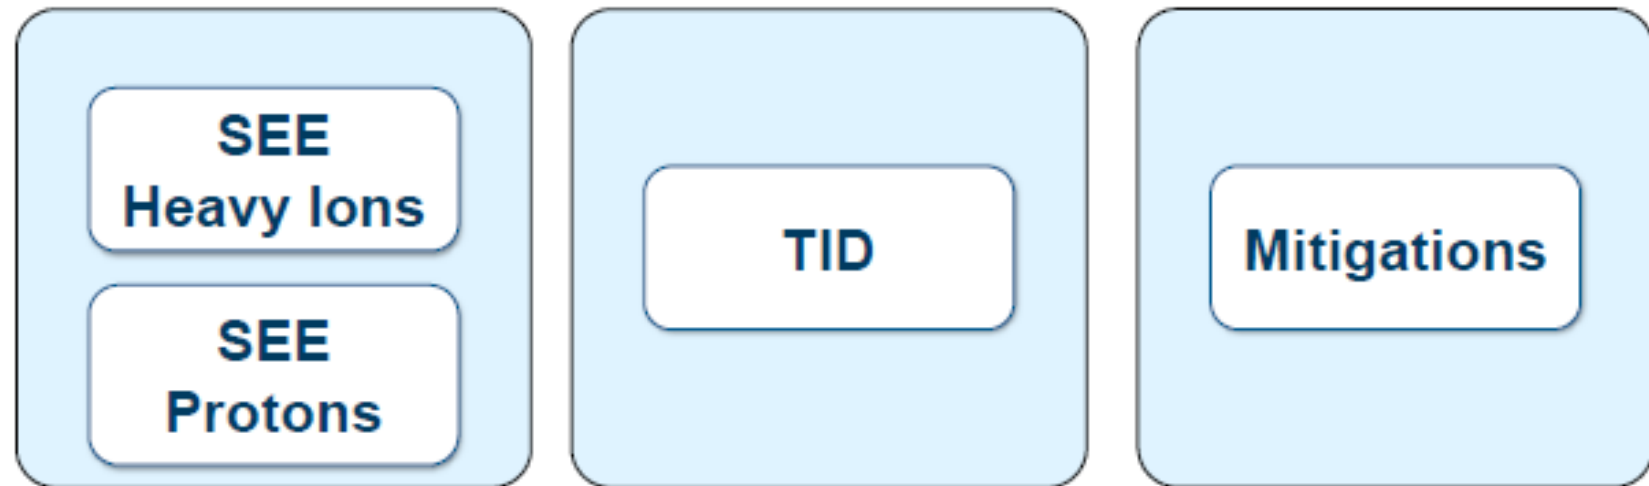 SEE
Heavy Ions
SEE
Protons
TID
Mitigations